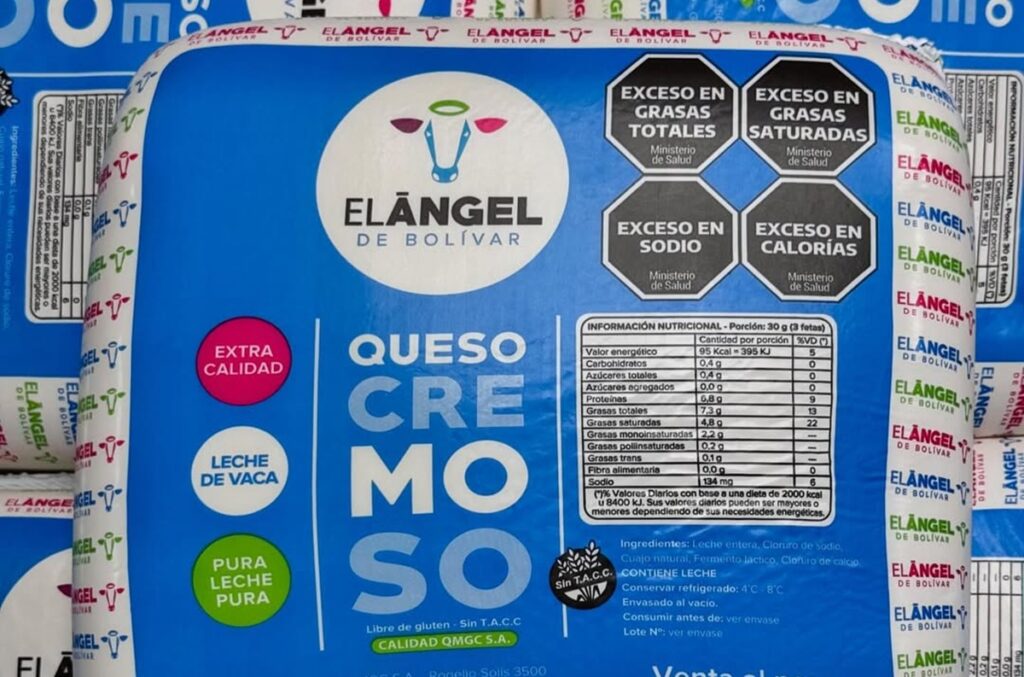 ELÁNGEL
DE BOLÍVAR
EXCESO EN
GRASAS
TOTALES
Ministerio
de Salud
EXCESO EN
GRASAS
SATURADAS
Ministerio
de Salud
EXCESO EN
SODIO
Ministerio
de Salud
EXCESO EN
CALORÍAS
Ministerio
de Salud
EXTRA
CALIDAD
LECHE
DE VACA
PURA
LECHE
PURA
QUESO
CRE
MO
SO
Libre de gluten - Sin T.A.C.C
CALIDAD QMGC S.A.
Rogelio Solis 3500
INFORMACIÓN NUTRICIONAL - Porción: 30 g (3 fetas)
Cantidad por porción %VD (*)
Valor energético 95 Kcal = 395 KJ 5
Carbohidratos 0,4 g 0
Azúcares totales 0,4 g 0
Azúcares agregados 0,0 g 0
Proteínas 6,8 g 9
Grasas totales 7,3 g 13
Grasas saturadas 4,8 g 22
Grasas monoinsaturadas 2,2 g ---
Grasas poliinsaturadas 0,2 g ---
Grasas trans 0,1 g ---
Fibra alimentaria 0,0 g 0
Sodio 134 mg 6
(*)% Valores Diarios con base a una dieta de 2000 kcal
u 8400 kJ. Sus valores diarios pueden ser mayores o
menores dependiendo de sus necesidades energéticas.
Sin T.A.C.C.
Ingredientes: Leche entera, Cloruro de sodio,
Cuajo natural, Fermento láctico, Cloruro de calcio.
CONTIENE LECHE
Conservar refrigerado: 4°C - 8°C
Envasado al vacío.
Consumir antes de: ver envase
Lote N°: ver envase
Venta al